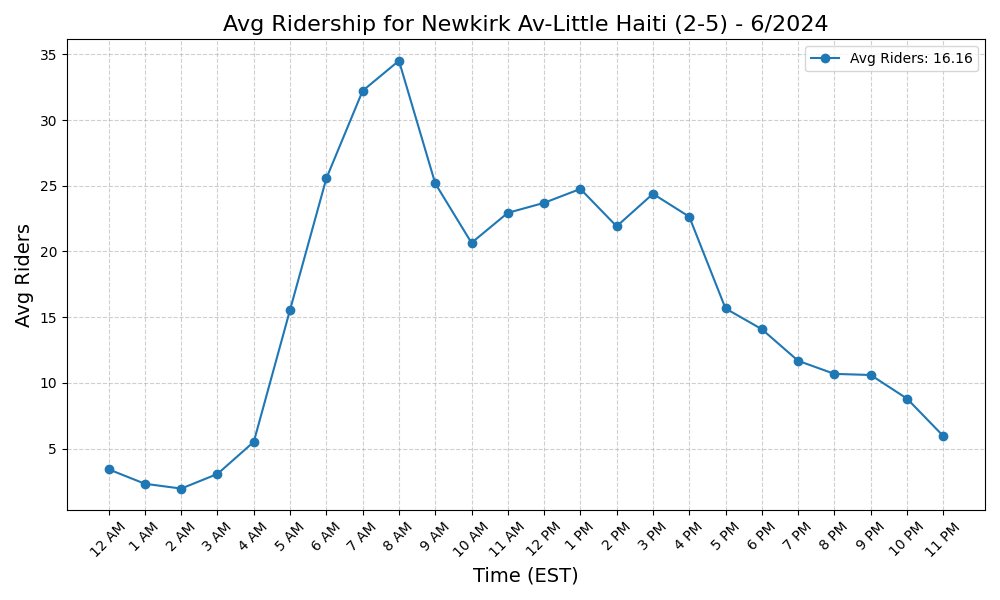 Avg Ridership for Newkirk Av-Little Haiti (2-5) - 6/2024
Avg Riders: 16.16
Avg Riders
35
30
25
20
15
10
5
12 AM
1 AM
2 AM
3 AM
4 AM
5 AM
6 AM
7 AM
8 AM
9 AM
10 AM
11 AM
12 PM
1 PM
2 PM
3 PM
4 PM
5 PM
6 PM
7 PM
8 PM
9 PM
10 PM
11 PM
Time (EST)